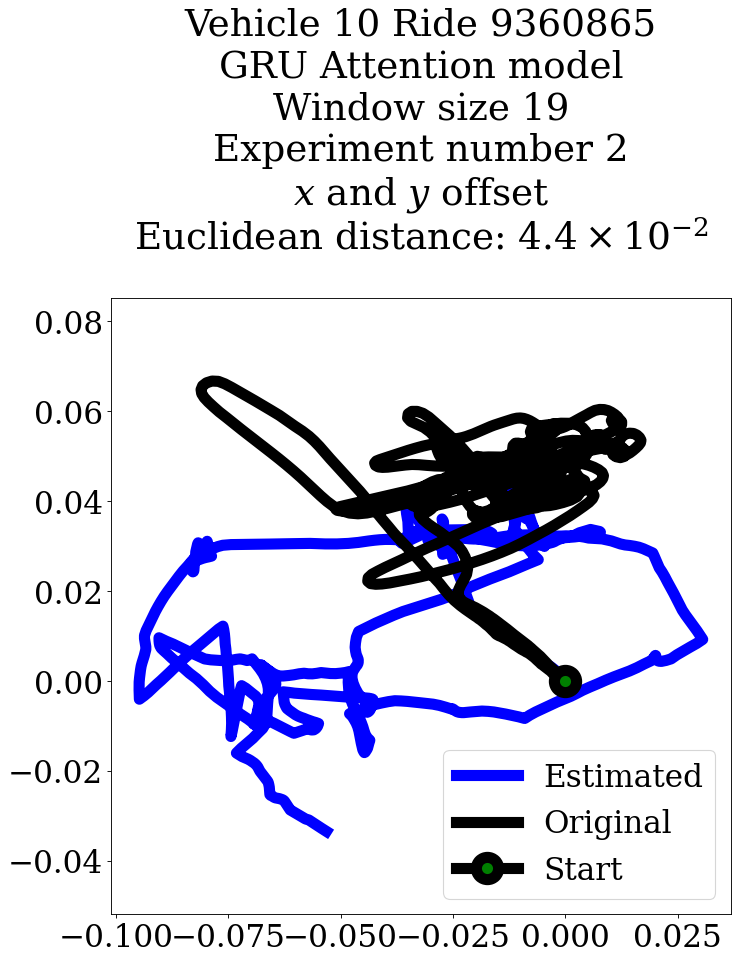 Vehicle 10 Ride 9360865
GRU Attention model
Window size 19
Experiment number 2
x and y offset
Euclidean distance: 4.4 × 10⁻²
0.08
0.06
0.04
0.02
0.00
−0.02
−0.04
Estimated
Original
Start
−0.100 −0.075 −0.050 −0.025 0.000 0.025